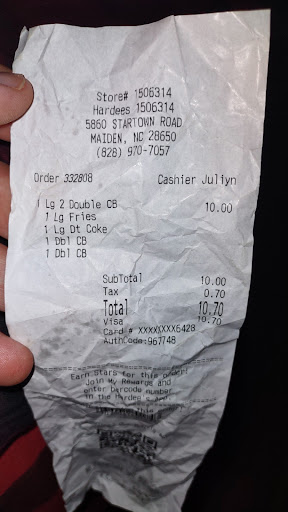 Store# 1506314
Hardees 1506314
5860 STARTOWN ROAD
MAIDEN, NC 28650
(828) 970-7057
Order 332808 Cashier Juliyn
1 Lg 2 Double CB 10.00
1 Lg Fries
1 Lg Dt Coke
1 Dbl CB
1 Dbl CB
SubTotal 10.00
Tax 0.70
Total 10.70
Visa 10.70
Card # XXXXXXXX6428
AuthCode:967748
Earn Stars for this order!
Join My Rewards and
enter barcode number
in the Hardee's